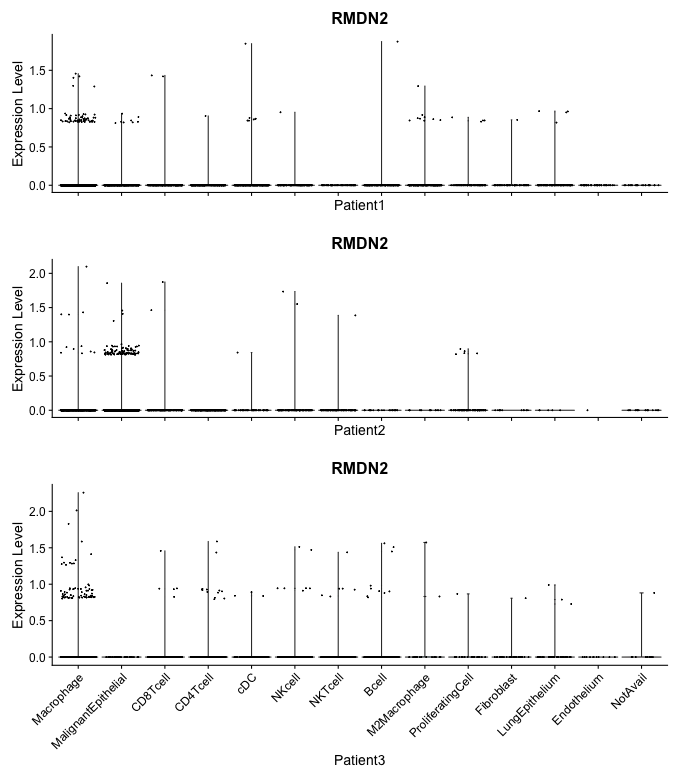 RMDN2
Expression Level
1.5
1.0
0.5
0.0
Patient1
RMDN2
Expression Level
2.0
1.5
1.0
0.5
0.0
Patient2
RMDN2
Expression Level
2.0
1.5
1.0
0.5
0.0
Macrophage
MalignantEpithelial
CD8Tcell
CD4Tcell
cDC
NKcell
NKTcell
Bcell
M2Macrophage
ProliferatingCell
Fibroblast
LungEpithelium
Endothelium
NotAvail
Patient3